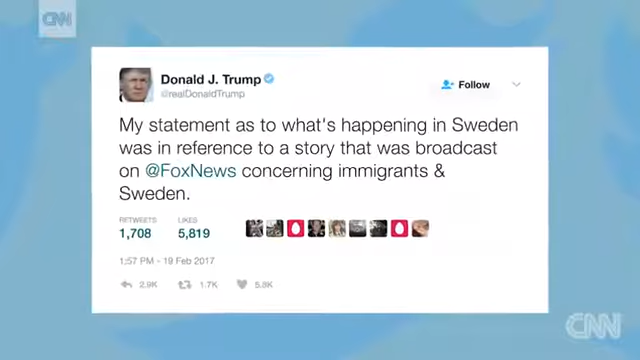 CNN
Donald J. Trump
@realDonaldTrump
Follow
My statement as to what's happening in Sweden
was in reference to a story that was broadcast
on @FoxNews concerning immigrants &
Sweden.
RETWEETS LIKES
1,708 5,819
1:57 PM - 19 Feb 2017
2.9K 1.7K 5.8K
CNN